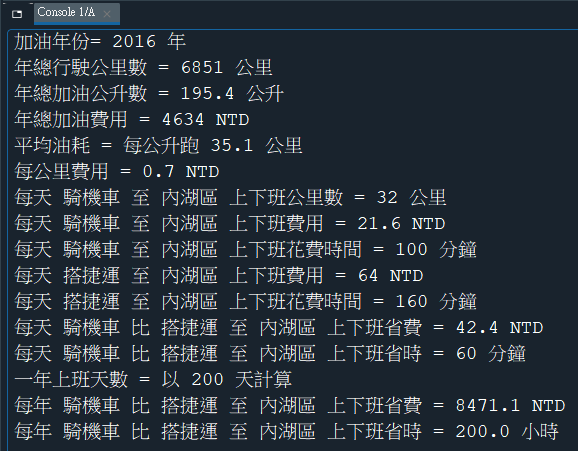 Console 1/A
加油年份= 2016 年
年總行駛公里數 = 6851 公里
年總加油公升數 = 195.4 公升
年總加油費用 = 4634 NTD
平均油耗 = 每公升跑 35.1 公里
每公里費用 = 0.7 NTD
每天 騎機車 至 內湖區 上下班公里數 = 32 公里
每天 騎機車 至 內湖區 上下班費用 = 21.6 NTD
每天 騎機車 至 內湖區 上下班花費時間 = 100 分鐘
每天 搭捷運 至 內湖區 上下班費用 = 64 NTD
每天 搭捷運 至 內湖區 上下班花費時間 = 160 分鐘
每天 騎機車 比 搭捷運 至 內湖區 上下班省費 = 42.4 NTD
每天 騎機車 比 搭捷運 至 內湖區 上下班省時 = 60 分鐘
一年上班天數 = 以 200 天計算
每年 騎機車 比 搭捷運 至 內湖區 上下班省費 = 8471.1 NTD
每年 騎機車 比 搭捷運 至 內湖區 上下班省時 = 200.0 小時